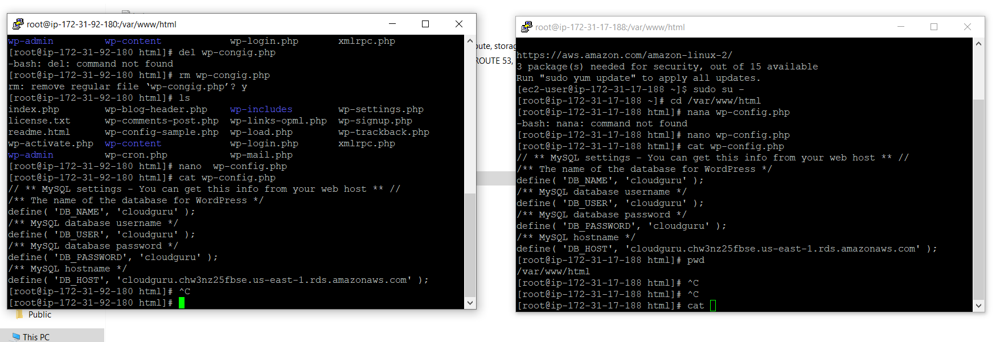 root@ip-172-31-92-180:/var/www/html
wp-admin wp-content wp-login.php xmlrpc.php
[root@ip-172-31-92-180 html]# del wp-congig.php
-bash: del: command not found
[root@ip-172-31-92-180 html]# rm wp-congig.php
rm: remove regular file ‘wp-congig.php’? y
[root@ip-172-31-92-180 html]# ls
index.php wp-blog-header.php wp-includes wp-settings.php
license.txt wp-comments-post.php wp-links-opml.php wp-signup.php
readme.html wp-config-sample.php wp-load.php wp-trackback.php
wp-activate.php wp-content wp-login.php xmlrpc.php
wp-admin wp-cron.php wp-mail.php
[root@ip-172-31-92-180 html]# nano  wp-config.php
[root@ip-172-31-92-180 html]# cat wp-config.php
// ** MySQL settings - You can get this info from your web host ** //
/** The name of the database for WordPress */
define( 'DB_NAME', 'cloudguru' );
/** MySQL database username */
define( 'DB_USER', 'cloudguru' );
/** MySQL database password */
define( 'DB_PASSWORD', 'cloudguru' );
/** MySQL hostname */
define( 'DB_HOST', 'cloudguru.chw3nz25fbse.us-east-1.rds.amazonaws.com' );
[root@ip-172-31-92-180 html]# ^C
[root@ip-172-31-92-180 html]#
Public
This PC
storag
ROUTE 53,
root@ip-172-31-17-188:/var/www/html
https://aws.amazon.com/amazon-linux-2/
3 package(s) needed for security, out of 15 available
Run "sudo yum update" to apply all updates.
[ec2-user@ip-172-31-17-188 ~]$ sudo su -
[root@ip-172-31-17-188 ~]# cd /var/www/html
[root@ip-172-31-17-188 html]# nana wp-config.php
-bash: nana: command not found
[root@ip-172-31-17-188 html]# nano wp-config.php
[root@ip-172-31-17-188 html]# cat wp-config.php
// ** MySQL settings - You can get this info from your web host ** //
/** The name of the database for WordPress */
define( 'DB_NAME', 'cloudguru' );
/** MySQL database username */
define( 'DB_USER', 'cloudguru' );
/** MySQL database password */
define( 'DB_PASSWORD', 'cloudguru' );
/** MySQL hostname */
define( 'DB_HOST', 'cloudguru.chw3nz25fbse.us-east-1.rds.amazonaws.com' );
[root@ip-172-31-17-188 html]# pwd
/var/www/html
[root@ip-172-31-17-188 html]# ^C
[root@ip-172-31-17-188 html]# ^C
[root@ip-172-31-17-188 html]# cat